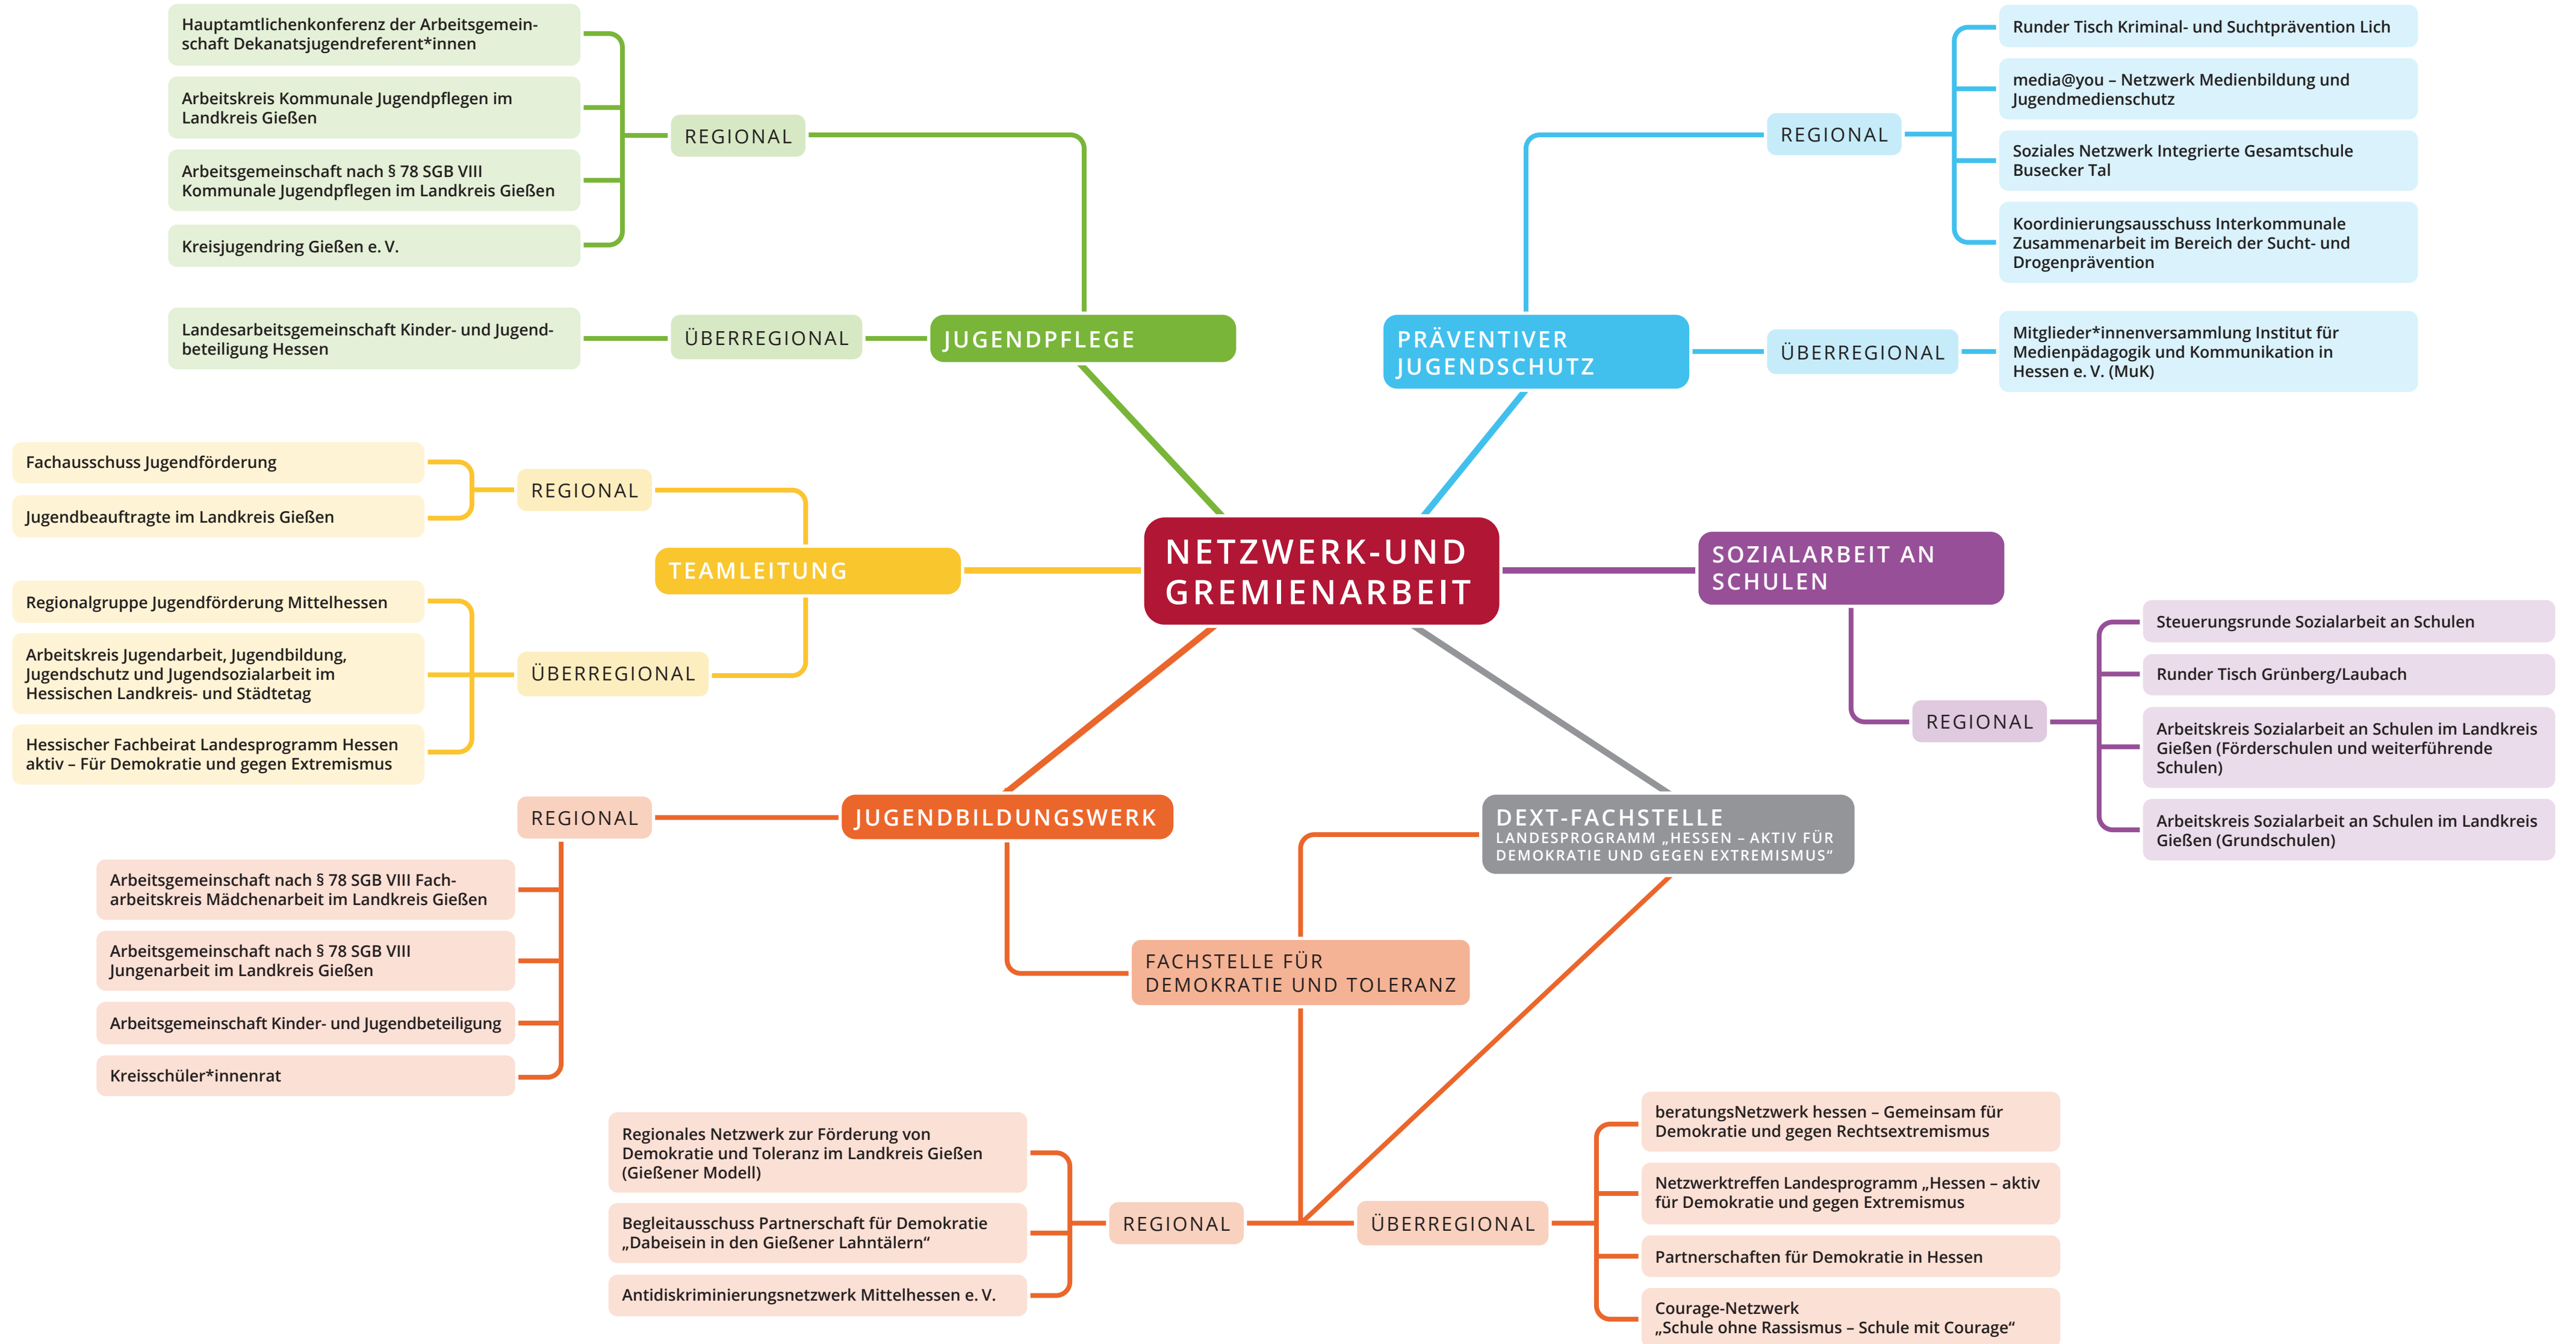 Hauptamtlichenkonferenz der Arbeitsgemein-
schaft Dekanatsjugendreferent*innen
Arbeitskreis Kommunale Jugendpflegen im
Landkreis Gießen
Arbeitsgemeinschaft nach § 78 SGB VIII
Kommunale Jugendpflegen im Landkreis Gießen
Kreisjugendring Gießen e. V.
REGIONAL
Landesarbeitsgemeinschaft Kinder- und Jugend-
beteiligung Hessen
ÜBERREGIONAL
JUGENDPFLEGE
PRÄVENTIVER
JUGENDSCHUTZ
REGIONAL
Runder Tisch Kriminal- und Suchtprävention Lich
media@you – Netzwerk Medienbildung und
Jugendmedienschutz
Soziales Netzwerk Integrierte Gesamtschule
Busecker Tal
Koordinierungsausschuss Interkommunale
Zusammenarbeit im Bereich der Sucht- und
Drogenprävention
ÜBERREGIONAL
Mitglieder*innenversammlung Institut für
Medienpädagogik und Kommunikation in
Hessen e. V. (MuK)
Fachausschuss Jugendförderung
Jugendbeauftragte im Landkreis Gießen
REGIONAL
TEAMLEITUNG
Regionalgruppe Jugendförderung Mittelhessen
Arbeitskreis Jugendarbeit, Jugendbildung,
Jugendschutz und Jugendsozialarbeit im
Hessischen Landkreis- und Städtetag
Hessischer Fachbeirat Landesprogramm Hessen
aktiv – Für Demokratie und gegen Extremismus
ÜBERREGIONAL
NETZWERK-UND
GREMIENARBEIT
SOZIALARBEIT AN
SCHULEN
REGIONAL
Steuerungsrunde Sozialarbeit an Schulen
Runder Tisch Grünberg/Laubach
Arbeitskreis Sozialarbeit an Schulen im Landkreis
Gießen (Förderschulen und weiterführende
Schulen)
Arbeitskreis Sozialarbeit an Schulen im Landkreis
Gießen (Grundschulen)
REGIONAL
JUGENDBILDUNGSWERK
Arbeitsgemeinschaft nach § 78 SGB VIII Fach-
arbeitskreis Mädchenarbeit im Landkreis Gießen
Arbeitsgemeinschaft nach § 78 SGB VIII
Jungenarbeit im Landkreis Gießen
Arbeitsgemeinschaft Kinder- und Jugendbeteiligung
Kreisschüler*innenrat
DEXT-FACHSTELLE
LANDESPROGRAMM „HESSEN – AKTIV FÜR
DEMOKRATIE UND GEGEN EXTREMISMUS“
FACHSTELLE FÜR
DEMOKRATIE UND TOLERANZ
Regionales Netzwerk zur Förderung von
Demokratie und Toleranz im Landkreis Gießen
(Gießener Modell)
Begleitausschuss Partnerschaft für Demokratie
„Dabeisein in den Gießener Lahntälern“
Antidiskriminierungsnetzwerk Mittelhessen e. V.
REGIONAL
ÜBERREGIONAL
beratungsNetzwerk hessen – Gemeinsam für
Demokratie und gegen Rechtsextremismus
Netzwerktreffen Landesprogramm „Hessen – aktiv
für Demokratie und gegen Extremismus
Partnerschaften für Demokratie in Hessen
Courage-Netzwerk
„Schule ohne Rassismus – Schule mit Courage“